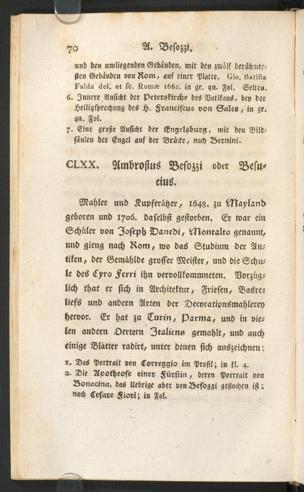 70 A. Besozzi.
und den umliegenden Gebäuden, mit den zwölf berühmte-
sten Gebäuden von Rom, auf einer Platte. Gio. Batista
Falda del. et sc. Romæ 1662. in gr. qu. Fol. Selten.
6. Innere Ansicht der Peterskirche des Vatikans, bey der
Heiligsprechung des H. Franciscus von Sales, in gr.
qu. Fol.
7. Eine große Ansicht der Engelsburg, mit den Bild-
säulen der Engel auf der Brücke, nach Bernini.
CLXX. Ambrosius Besozzi oder Besu-
cius.
Mahler und Kupferätzer, 1648. zu Mayland
geboren und 1706. daselbst gestorben. Er war ein
Schüler von Joseph Danedi, Montalto genannt,
und gieng nach Rom, wo das Studium der An-
tiken, der Gemählde grosser Meister, und die Schu-
le des Cyro Ferri ihn vervollkommneten. Vorzüg-
lich that er sich in Architektur, Friesen, Basre-
liefs und andern Arten der Decorationsmahlerey
hervor. Er hat zu Turin, Parma, und in vie-
len andern Oertern Italiens gemahlt, und auch
einige Blätter radirt, unter denen sich auszeichnen:
1. Das Portrait von Correggio im Profil; in kl. 4.
2. Die Apotheose einer Fürstin, deren Portrait von
Bonacina, das Uebrige aber von Besozzi gestochen ist;
nach Cesare Fiori; in Fol.